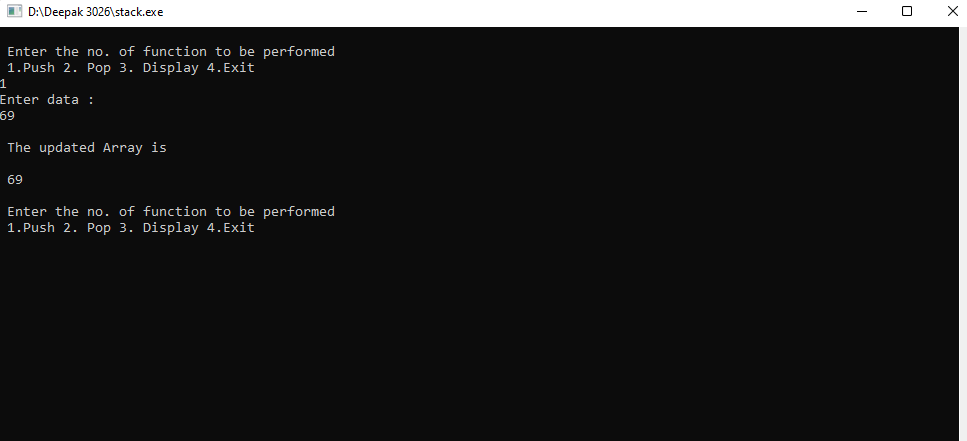 D:\Deepak 3026\stack.exe
Enter the no. of function to be performed
1.Push 2. Pop 3. Display 4.Exit
1
Enter data :
69
The updated Array is
69
Enter the no. of function to be performed
1.Push 2. Pop 3. Display 4.Exit